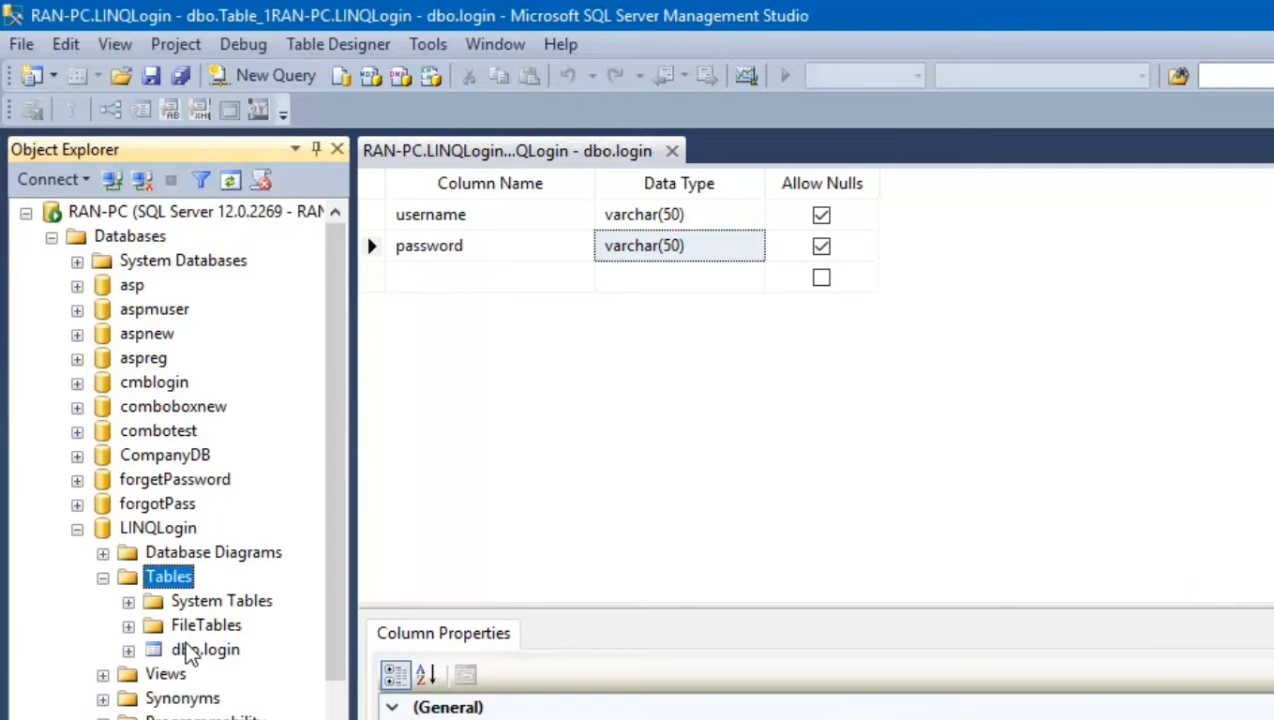 RAN-PC.LINQLogin - dbo.Table_1RAN-PC.LINQLogin - dbo.login - Microsoft SQL Server Management Studio
File Edit View Project Debug Table Designer Tools Window Help
New Query
Object Explorer
Connect
RAN-PC (SQL Server 12.0.2269 - RAN
Databases
System Databases
asp
aspmuser
aspnew
aspreg
cmblogin
comboboxnew
combotest
CompanyDB
forgetPassword
forgotPass
LINQLogin
Database Diagrams
Tables
System Tables
FileTables
dbo.login
Views
Synonyms
Programmability
RAN-PC.LINQLogin...QLogin - dbo.login
Column Name Data Type Allow Nulls
username varchar(50)
password varchar(50)
Column Properties
(General)